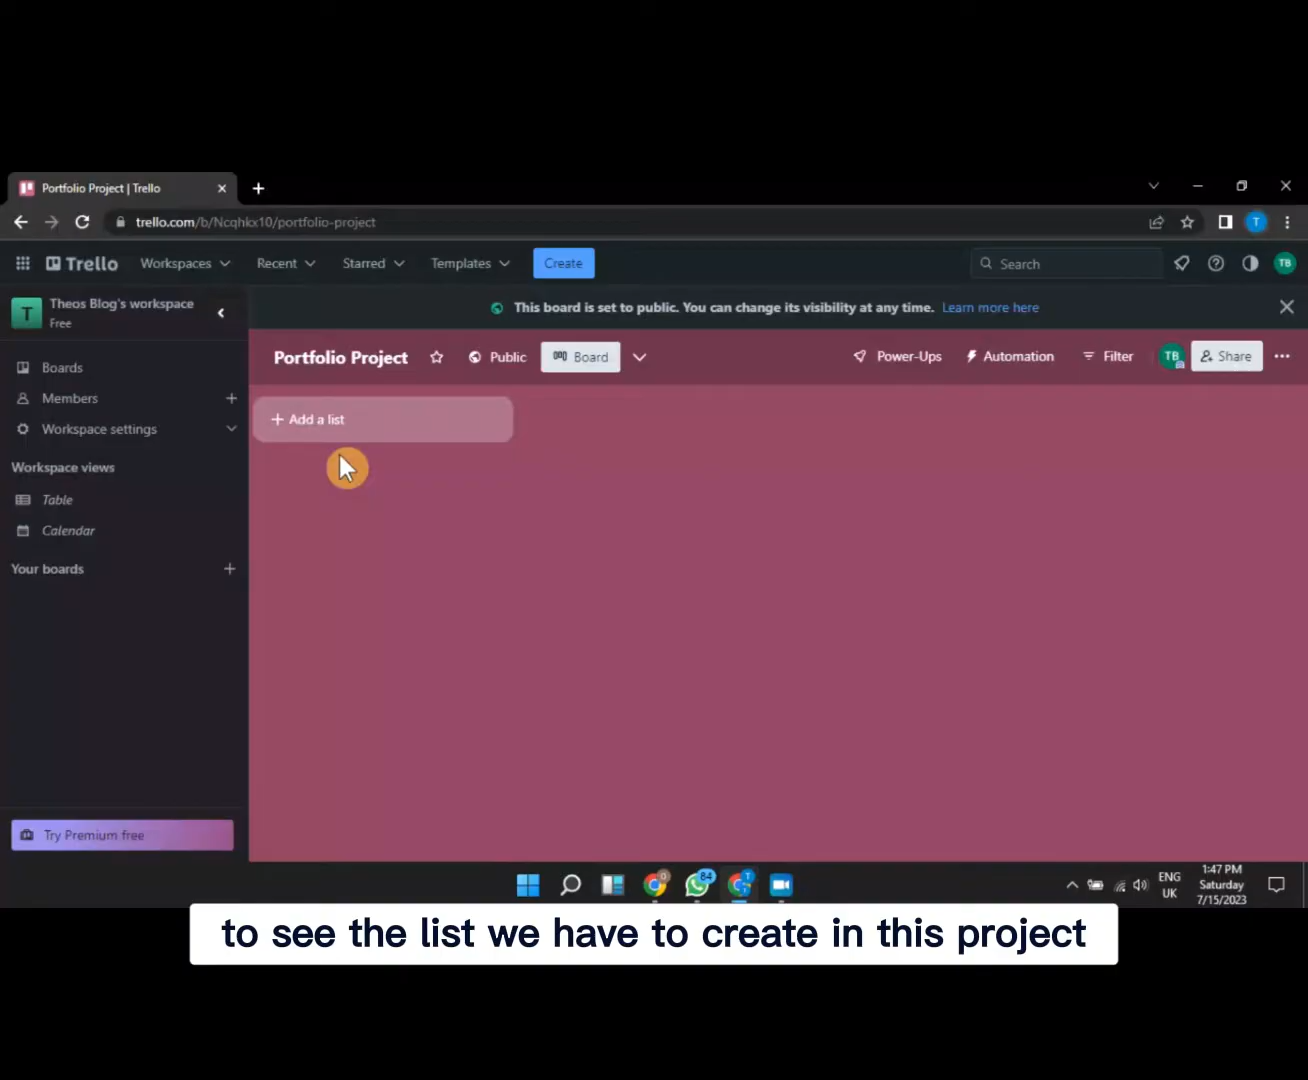 Portfolio Project | Trello
trello.com/b/Ncqhkx10/portfolio-project
T
Trello
Workspaces
Recent
Starred
Templates
Create
Search
TB
T
Theos Blog's workspace
Free
This board is set to public. You can change its visibility at any time. Learn more here
Portfolio Project
Public
Board
Power-Ups
Automation
Filter
TB
Share
Boards
Members
Workspace settings
Workspace views
Table
Calendar
Your boards
+ Add a list
Try Premium free
84
ENG
UK
1:47 PM
Saturday
7/15/2023
to see the list we have to create in this project